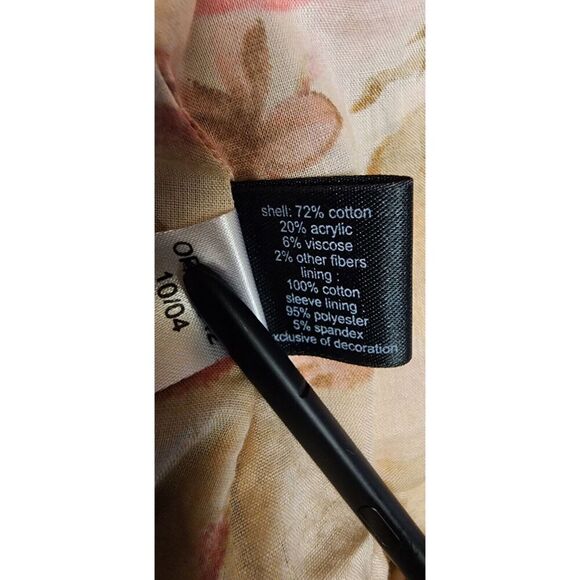 shell: 72% cotton
20% acrylic
6% viscose
2% other fibers
lining :
100% cotton
sleeve lining :
95% polyester
5% spandex
exclusive of decoration
10/04